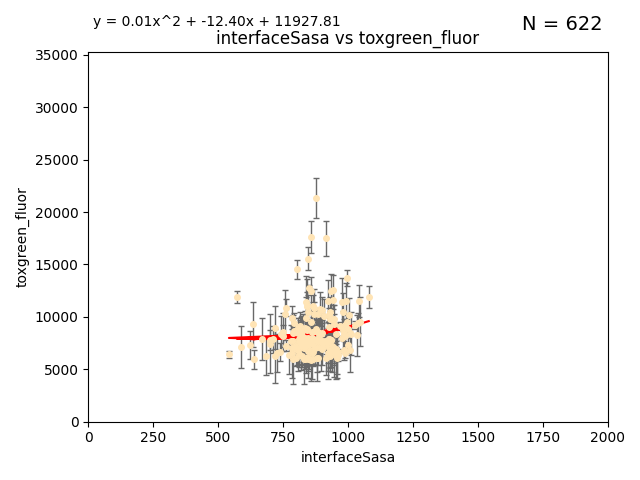 y = 0.01x^2 + -12.40x + 11927.81
N = 622
interfaceSasa vs toxgreen_fluor
35000
30000
25000
20000
15000
10000
5000
0
toxgreen_fluor
0 250 500 750 1000 1250 1500 1750 2000
interfaceSasa